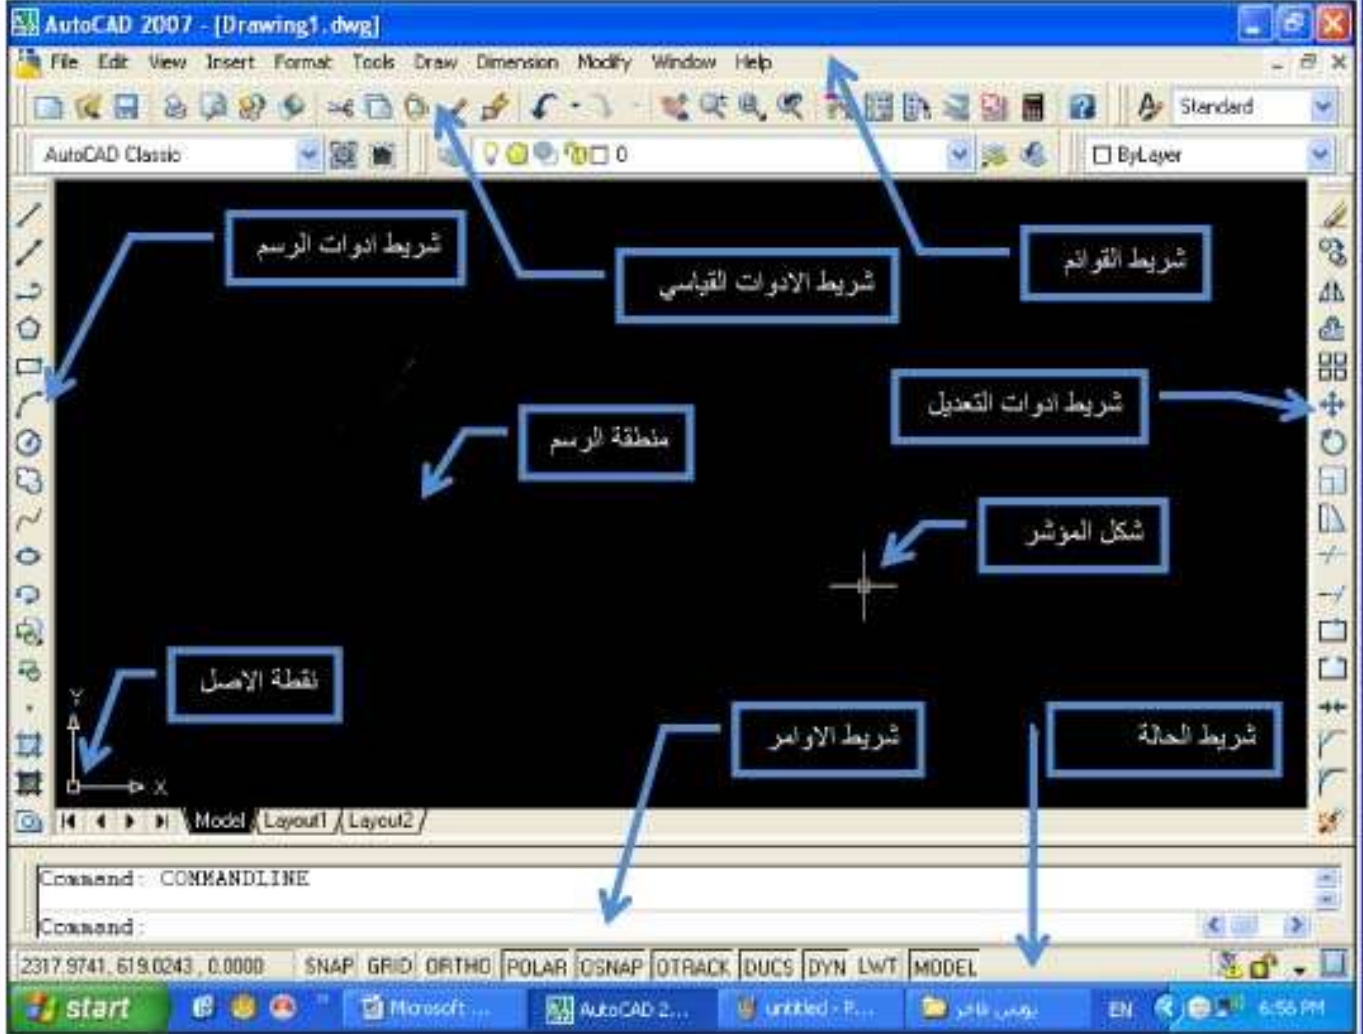 AutoCAD 2007 - [Drawing1.dwg]
File Edit View Insert Format Tools Draw Dimension Modify Window Help
Standard
AutoCAD Classic
0
ByLayer
شريط ادوات الرسم
شريط الادوات القياسي
شريط القوائم
شريط ادوات التعديل
منطقة الرسم
شكل المؤشر
نقطة الاصل
شريط الاوامر
شريط الحالة
Y
X
Model Layout1 Layout2
Command: COMMANDLINE
Command:
2317.9741, 619.0243 , 0.0000 SNAP GRID ORTHO POLAR OSNAP OTRACK DUCS DYN LWT MODEL
start Microsoft ... AutoCAD 2... untitled - P... EN 6:56 PM